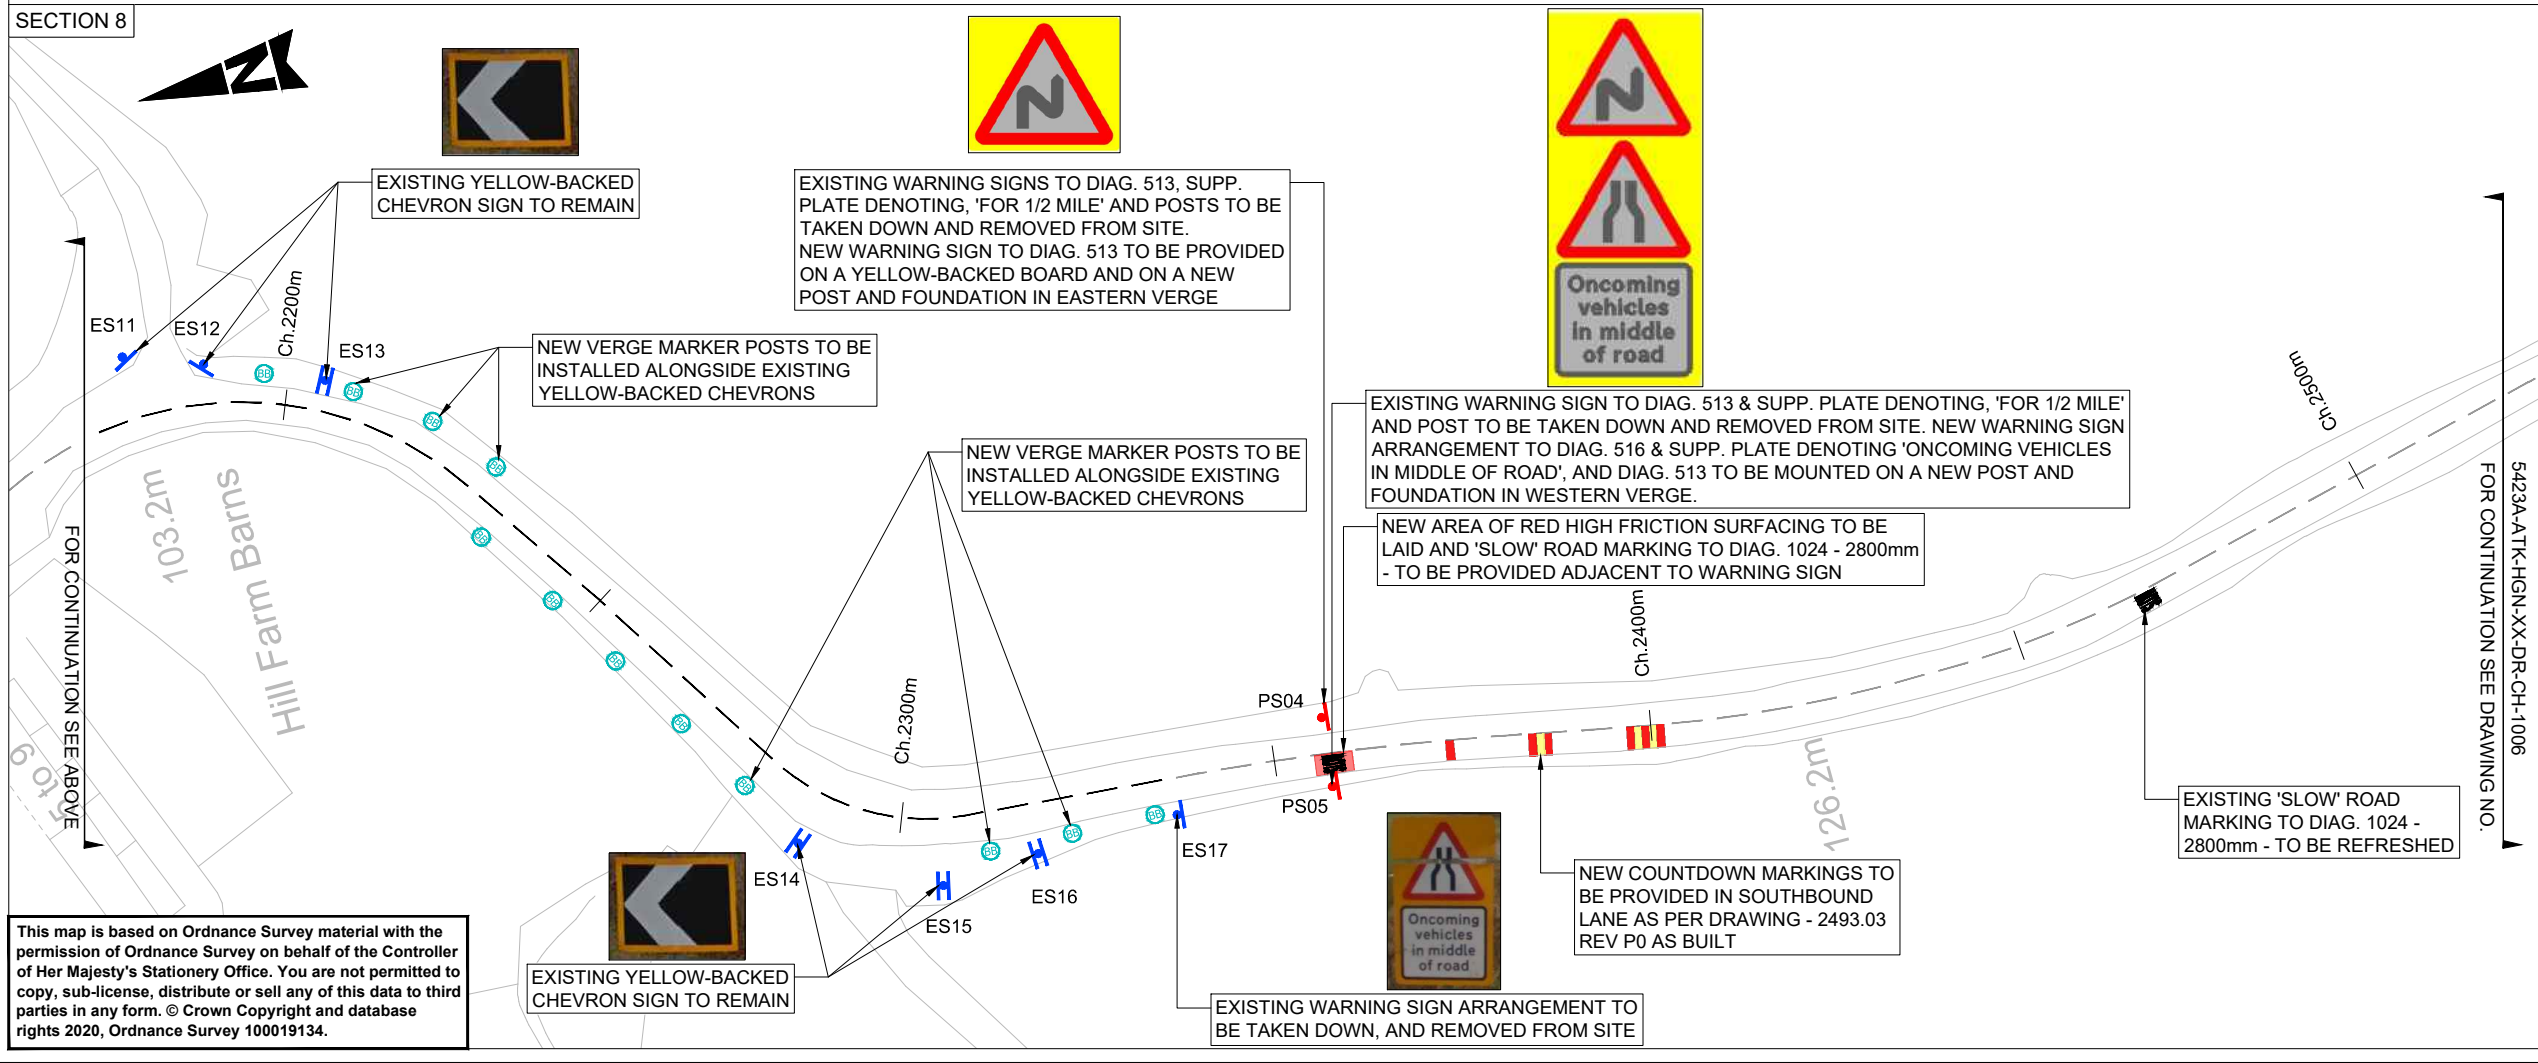 SECTION 8
N
EXISTING YELLOW-BACKED
CHEVRON SIGN TO REMAIN
EXISTING WARNING SIGNS TO DIAG. 513, SUPP.
PLATE DENOTING, 'FOR 1/2 MILE' AND POSTS TO BE
TAKEN DOWN AND REMOVED FROM SITE.
NEW WARNING SIGN TO DIAG. 513 TO BE PROVIDED
ON A YELLOW-BACKED BOARD AND ON A NEW
POST AND FOUNDATION IN EASTERN VERGE
Oncoming
vehicles
in middle
of road
ES11
ES12
Ch.2200m
ES13
NEW VERGE MARKER POSTS TO BE
INSTALLED ALONGSIDE EXISTING
YELLOW-BACKED CHEVRONS
BB
BB
BB
BB
BB
BB
BB
BB
BB
BB
BB
BB
NEW VERGE MARKER POSTS TO BE
INSTALLED ALONGSIDE EXISTING
YELLOW-BACKED CHEVRONS
EXISTING WARNING SIGN TO DIAG. 513 & SUPP. PLATE DENOTING, 'FOR 1/2 MILE'
AND POST TO BE TAKEN DOWN AND REMOVED FROM SITE. NEW WARNING SIGN
ARRANGEMENT TO DIAG. 516 & SUPP. PLATE DENOTING 'ONCOMING VEHICLES
IN MIDDLE OF ROAD', AND DIAG. 513 TO BE MOUNTED ON A NEW POST AND
FOUNDATION IN WESTERN VERGE.
NEW AREA OF RED HIGH FRICTION SURFACING TO BE
LAID AND 'SLOW' ROAD MARKING TO DIAG. 1024 - 2800mm
- TO BE PROVIDED ADJACENT TO WARNING SIGN
Ch.2500m
Ch.2400m
Ch.2300m
103.2m
Hill Farm Barns
5 to 9
126.2m
FOR CONTINUATION SEE ABOVE
FOR CONTINUATION SEE DRAWING NO.
5423A-ATK-HGN-XX-DR-CH-1006
PS04
PS05
ES14
ES15
ES16
ES17
EXISTING 'SLOW' ROAD
MARKING TO DIAG. 1024 -
2800mm - TO BE REFRESHED
NEW COUNTDOWN MARKINGS TO
BE PROVIDED IN SOUTHBOUND
LANE AS PER DRAWING - 2493.03
REV P0 AS BUILT
Oncoming
vehicles
in middle
of road
EXISTING YELLOW-BACKED
CHEVRON SIGN TO REMAIN
EXISTING WARNING SIGN ARRANGEMENT TO
BE TAKEN DOWN, AND REMOVED FROM SITE
This map is based on Ordnance Survey material with the
permission of Ordnance Survey on behalf of the Controller
of Her Majesty's Stationery Office. You are not permitted to
copy, sub-license, distribute or sell any of this data to third
parties in any form. © Crown Copyright and database
rights 2020, Ordnance Survey 100019134.